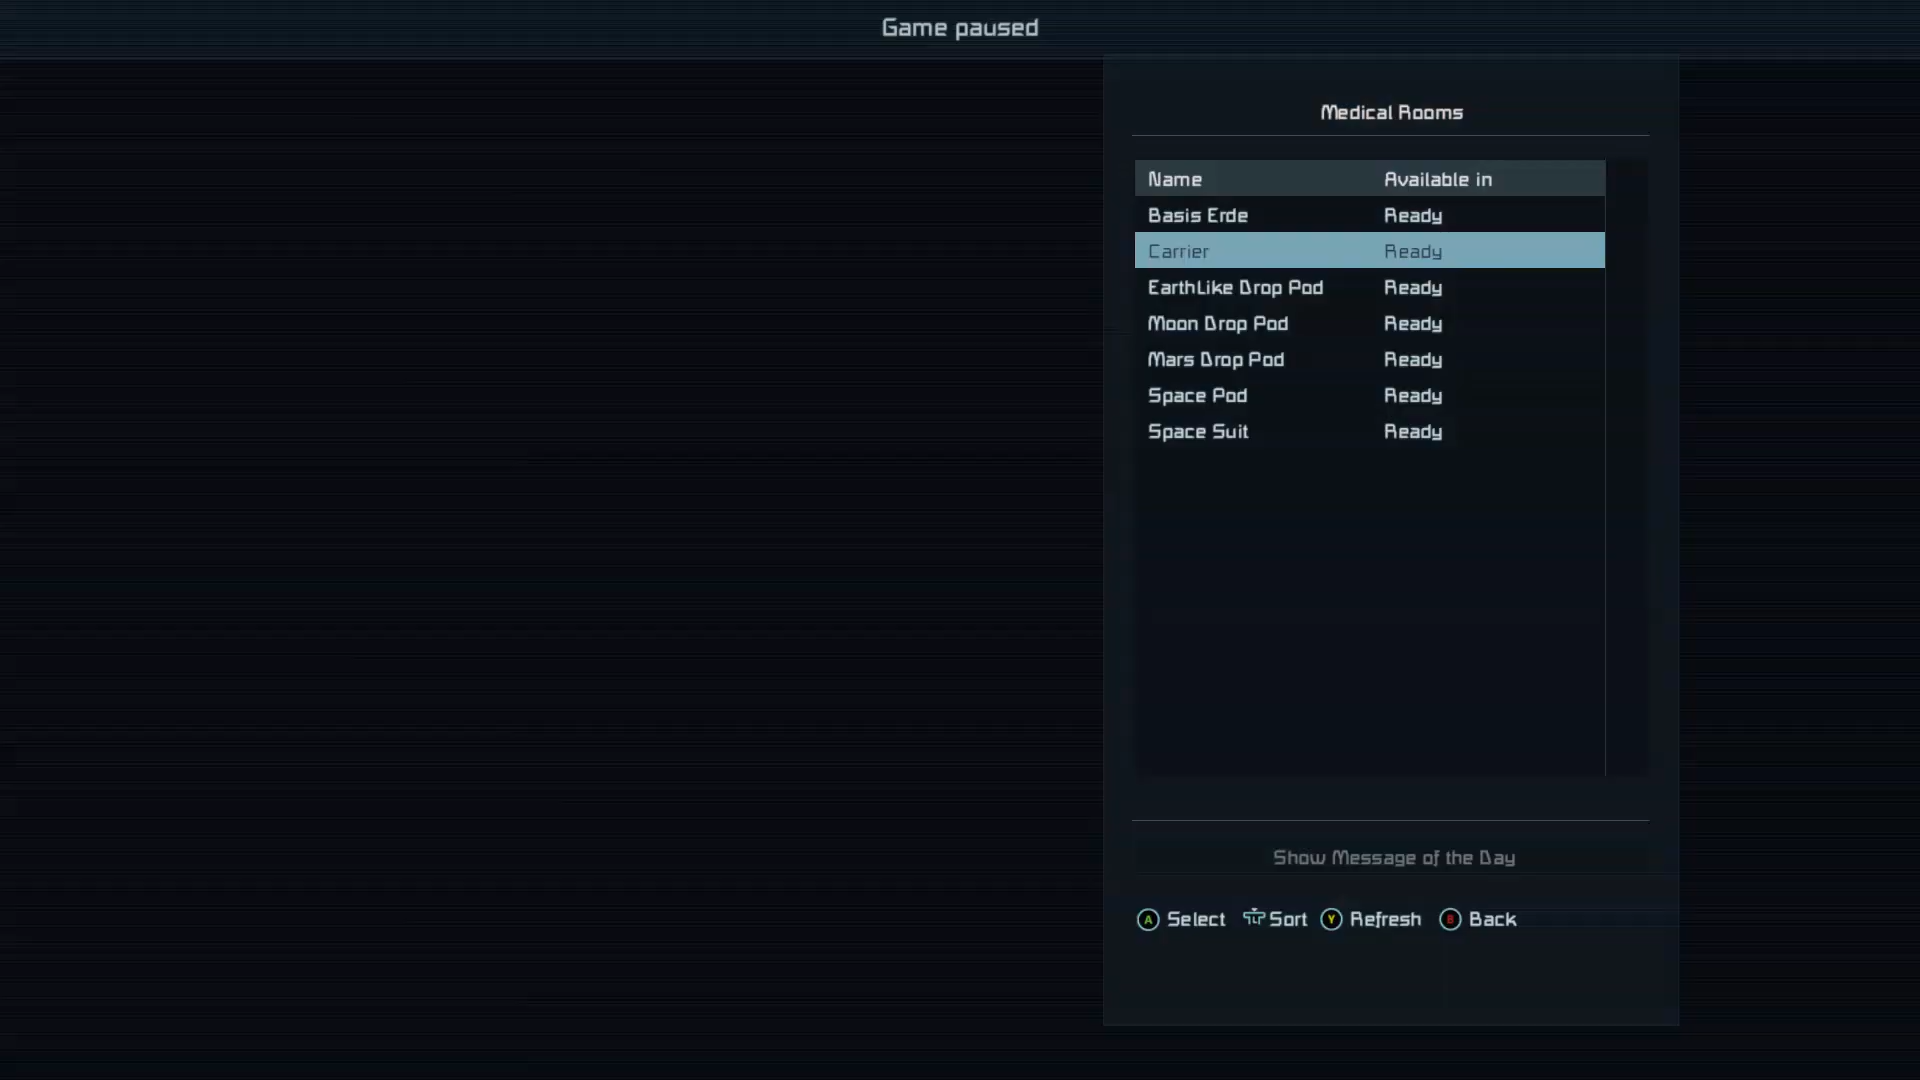 Game paused
Medical Rooms
Name Available in
Basis Erde Ready
Carrier Ready
EarthLike Drop Pod Ready
Moon Drop Pod Ready
Mars Drop Pod Ready
Space Pod Ready
Space Suit Ready
Show Message of the Day
A Select LT Sort Y Refresh B Back